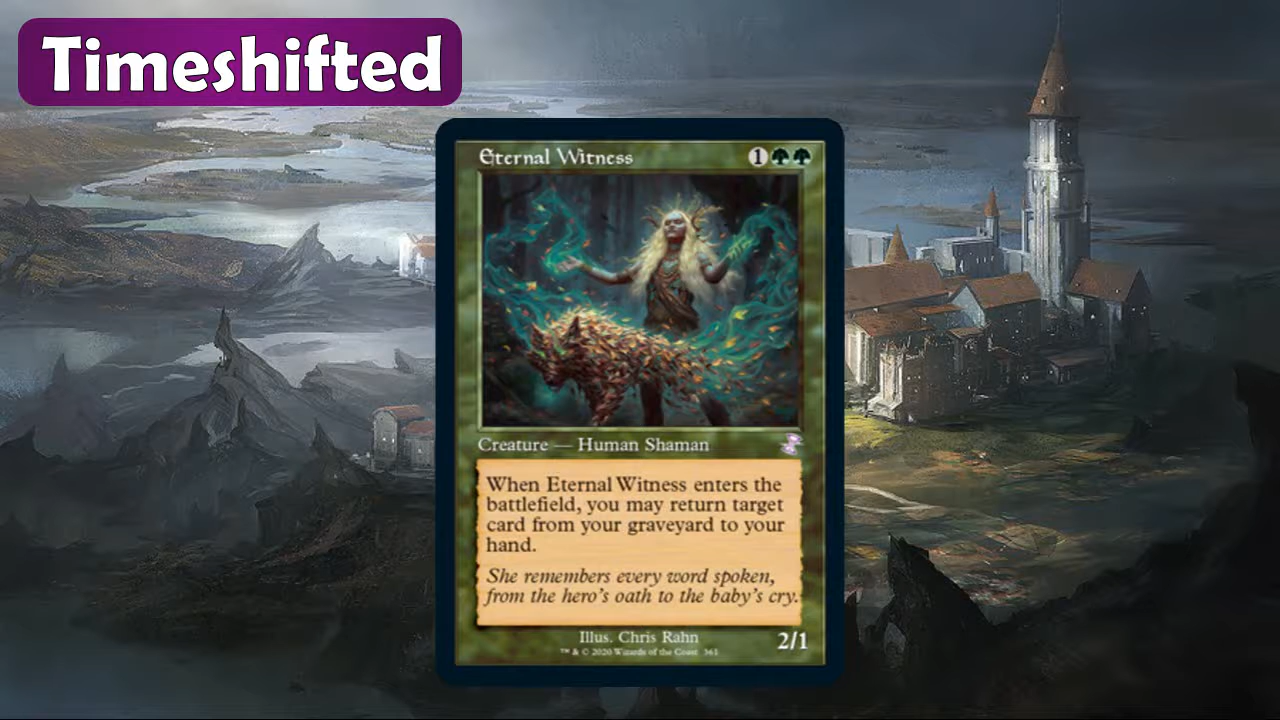 Timeshifted
Eternal Witness 1
Creature — Human Shaman
When Eternal Witness enters the
battlefield, you may return target
card from your graveyard to your
hand.
She remembers every word spoken,
from the hero's oath to the baby's cry.
Illus. Chris Rahn
2/1
™ & © 2020 Wizards of the Coast 361